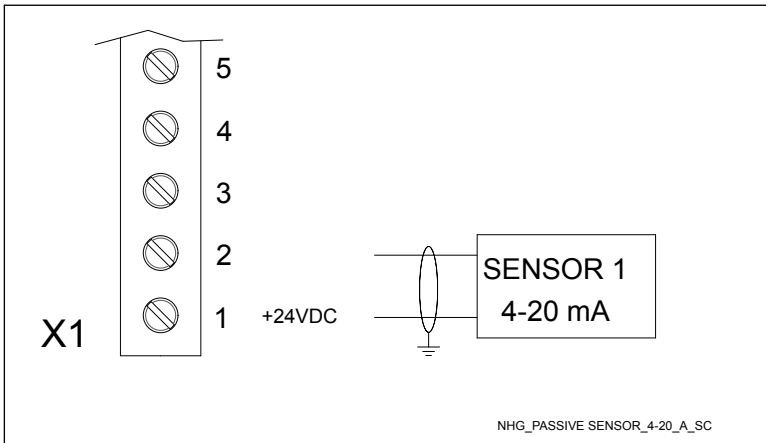 5
4
3
2
1 +24VDC
X1
SENSOR 1
4-20 mA
NHG_PASSIVE SENSOR_4-20_A_SC